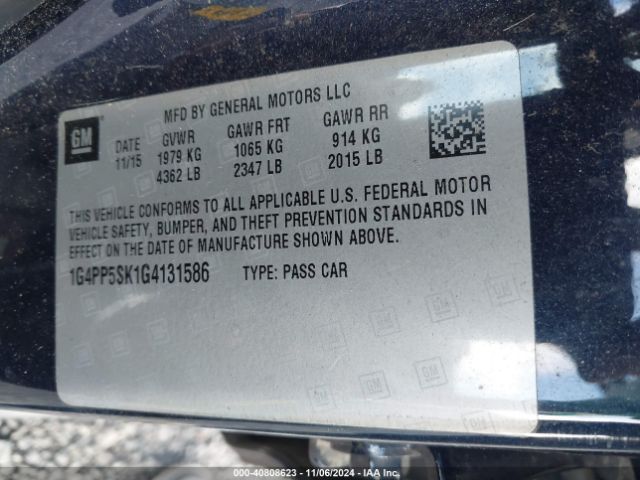 GM
MFD BY GENERAL MOTORS LLC
DATE GVWR GAWR FRT GAWR RR
11/15 1979 KG 1065 KG 914 KG
4362 LB 2347 LB 2015 LB
THIS VEHICLE CONFORMS TO ALL APPLICABLE U.S. FEDERAL MOTOR
VEHICLE SAFETY, BUMPER, AND THEFT PREVENTION STANDARDS IN
EFFECT ON THE DATE OF MANUFACTURE SHOWN ABOVE.
1G4PP5SK1G4131586 TYPE: PASS CAR
000-40808623 - 11/06/2024 - IAA Inc.